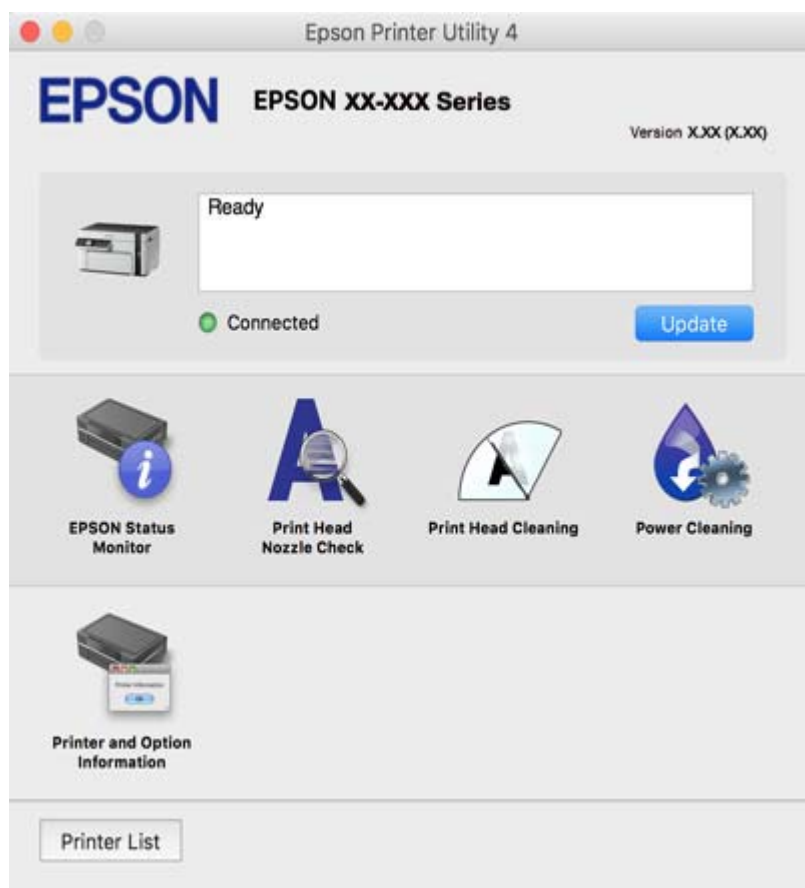 Epson Printer Utility 4
EPSON
EPSON XX-XXX Series
Version X.XX (X.XX)
Ready
Connected
Update
EPSON Status
Monitor
Print Head
Nozzle Check
Print Head Cleaning
Power Cleaning
Printer and Option
Information
Printer List